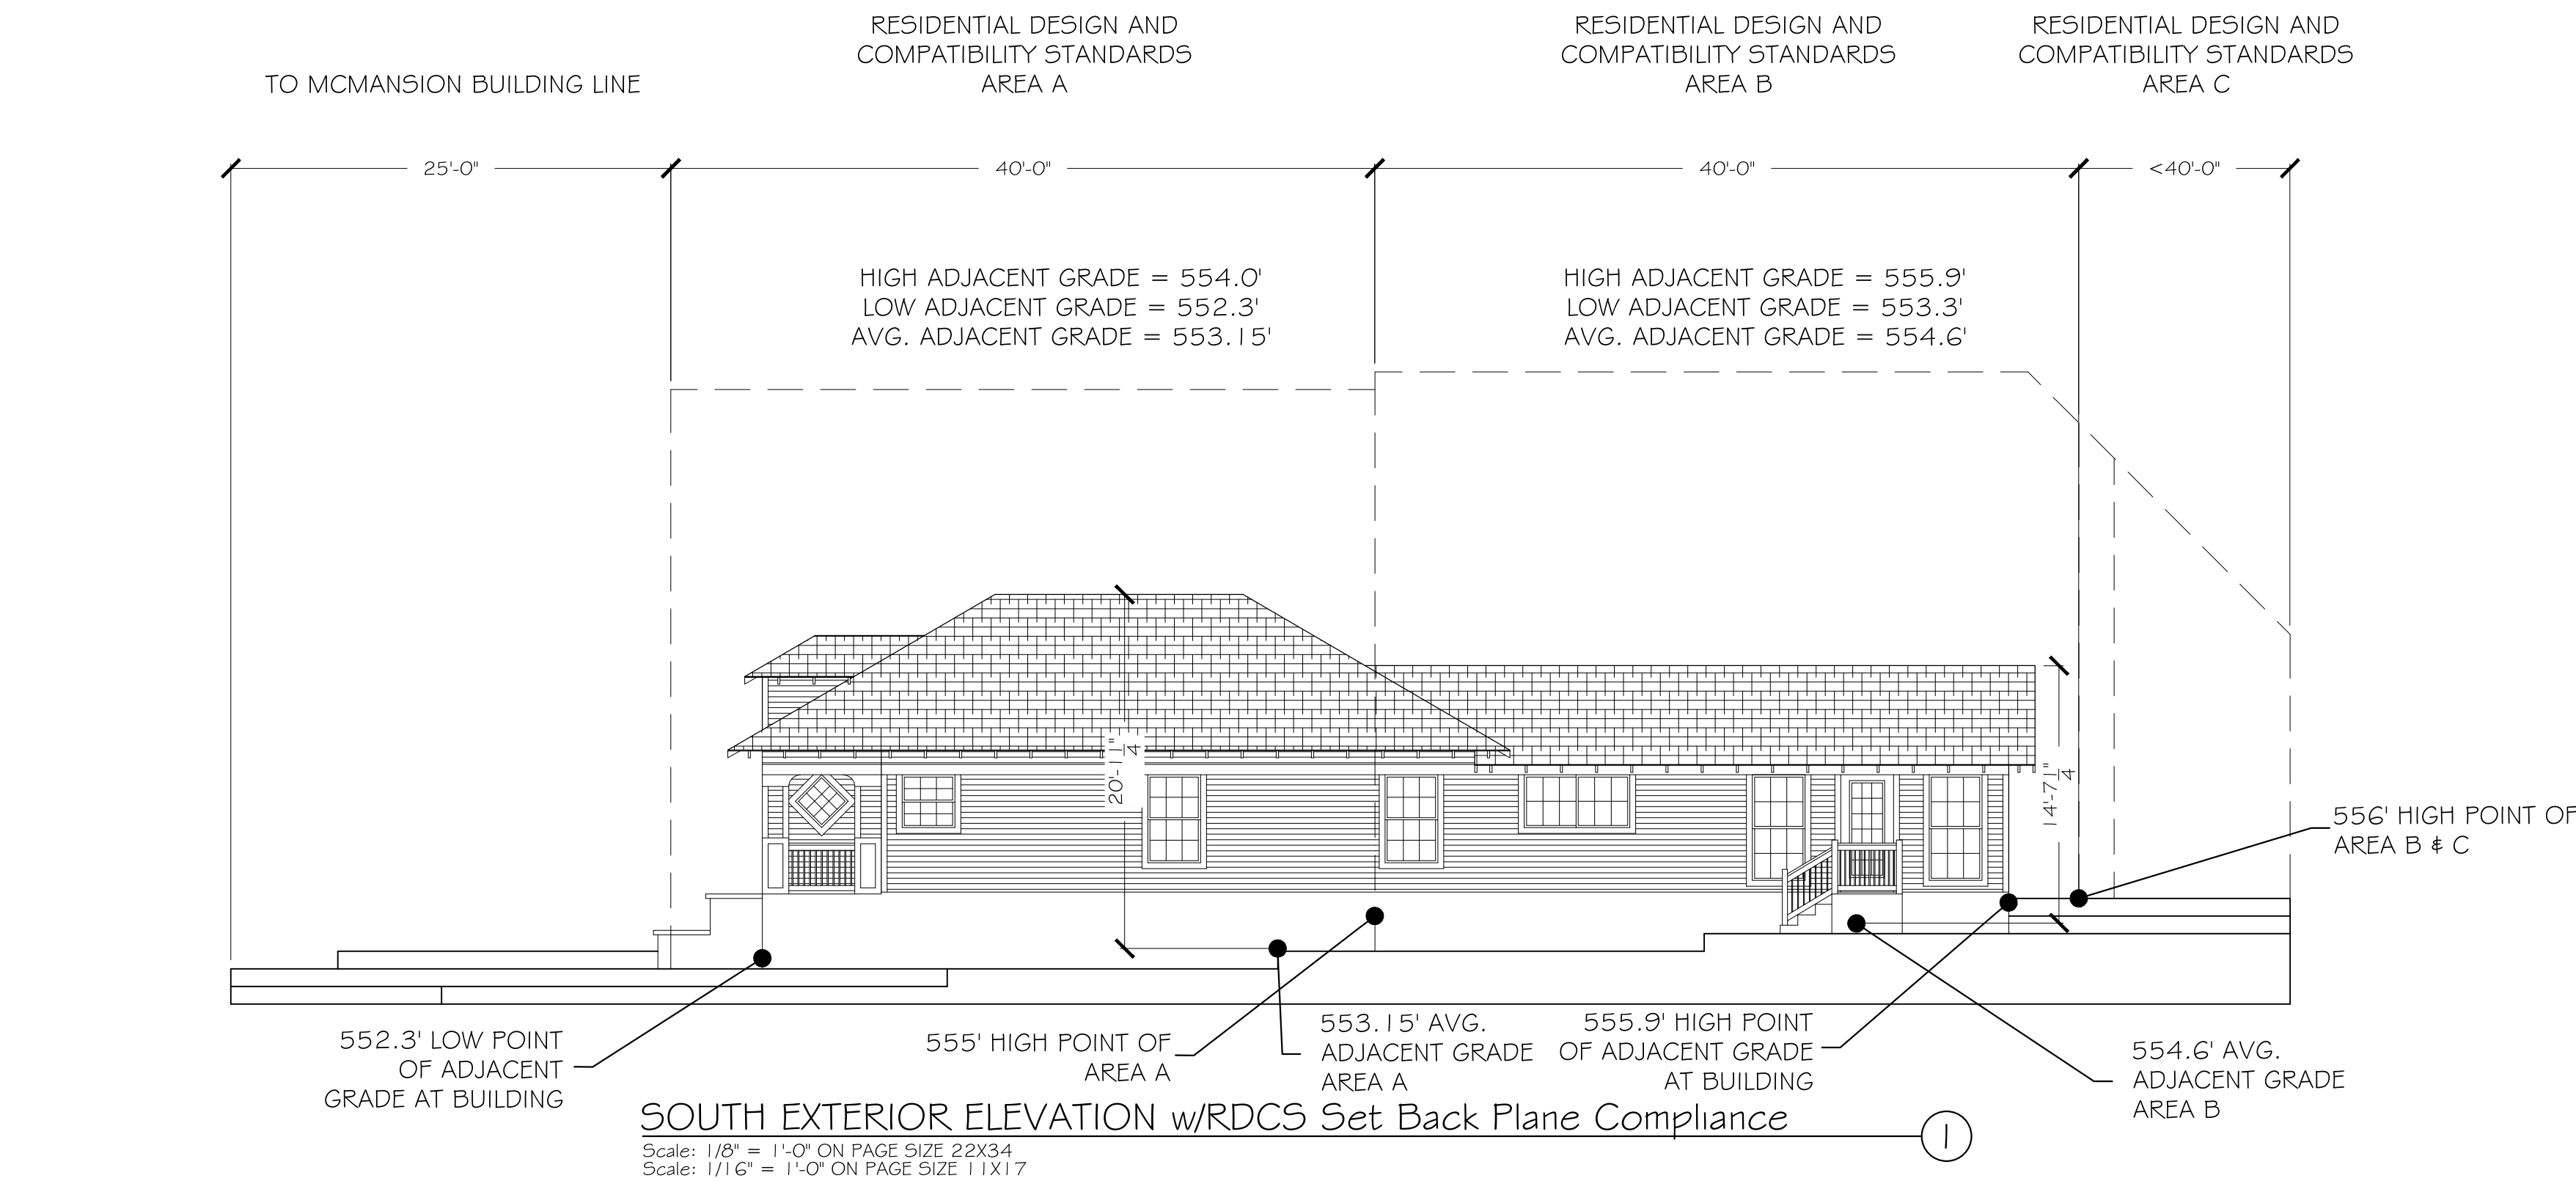 TO MCMANSION BUILDING LINE
RESIDENTIAL DESIGN AND
COMPATIBILITY STANDARDS
AREA A
RESIDENTIAL DESIGN AND
COMPATIBILITY STANDARDS
AREA B
RESIDENTIAL DESIGN AND
COMPATIBILITY STANDARDS
AREA C
25'-0"
40'-0"
40'-0"
<40'-0"
HIGH ADJACENT GRADE = 554.0'
LOW ADJACENT GRADE = 552.3'
AVG. ADJACENT GRADE = 553.15'
HIGH ADJACENT GRADE = 555.9'
LOW ADJACENT GRADE = 553.3'
AVG. ADJACENT GRADE = 554.6'
20'-1 1/4"
14'-7 1/4"
556' HIGH POINT OF
AREA B & C
552.3' LOW POINT
OF ADJACENT
GRADE AT BUILDING
555' HIGH POINT OF
AREA A
553.15' AVG.
ADJACENT GRADE
AREA A
555.9' HIGH POINT
OF ADJACENT GRADE
AT BUILDING
554.6' AVG.
ADJACENT GRADE
AREA B
SOUTH EXTERIOR ELEVATION w/RDCS Set Back Plane Compliance
1
Scale: 1/8" = 1'-0" ON PAGE SIZE 22X34
Scale: 1/16" = 1'-0" ON PAGE SIZE 11X17